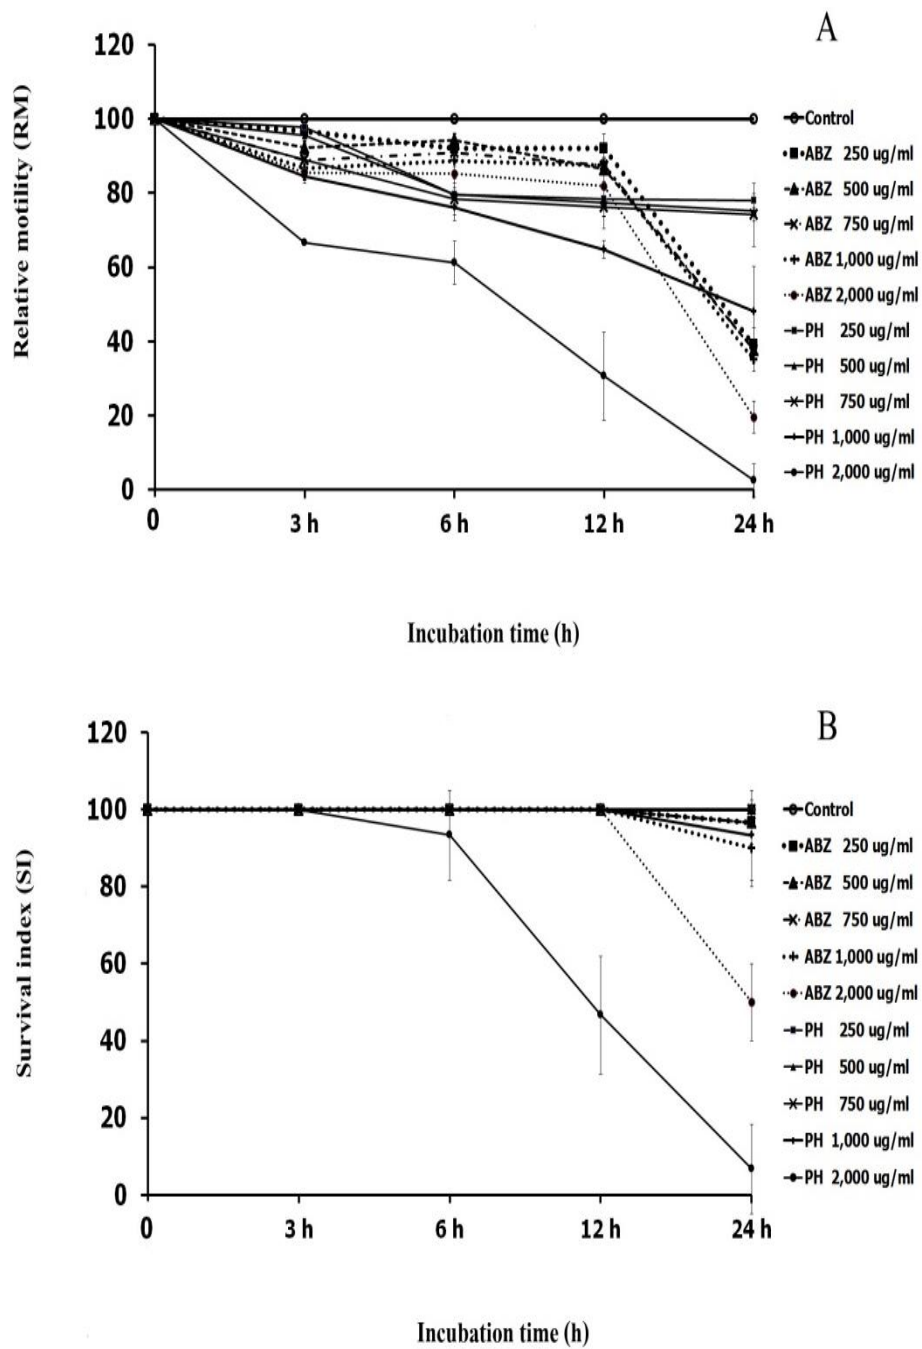 A
Relative motility (RM)
120
100
80
60
40
20
0
0 3 h 6 h 12 h 24 h
Incubation time (h)
Control
ABZ 250 ug/ml
ABZ 500 ug/ml
ABZ 750 ug/ml
ABZ 1,000 ug/ml
ABZ 2,000 ug/ml
PH 250 ug/ml
PH 500 ug/ml
PH 750 ug/ml
PH 1,000 ug/ml
PH 2,000 ug/ml
B
Survival index (SI)
120
100
80
60
40
20
0
0 3 h 6 h 12 h 24 h
Incubation time (h)
Control
ABZ 250 ug/ml
ABZ 500 ug/ml
ABZ 750 ug/ml
ABZ 1,000 ug/ml
ABZ 2,000 ug/ml
PH 250 ug/ml
PH 500 ug/ml
PH 750 ug/ml
PH 1,000 ug/ml
PH 2,000 ug/ml